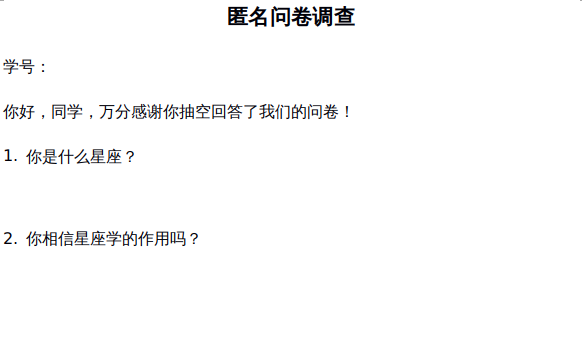 匿名问卷调查
学号：
你好，同学，万分感谢你抽空回答了我们的问卷！
1. 你是什么星座？
2. 你相信星座学的作用吗？